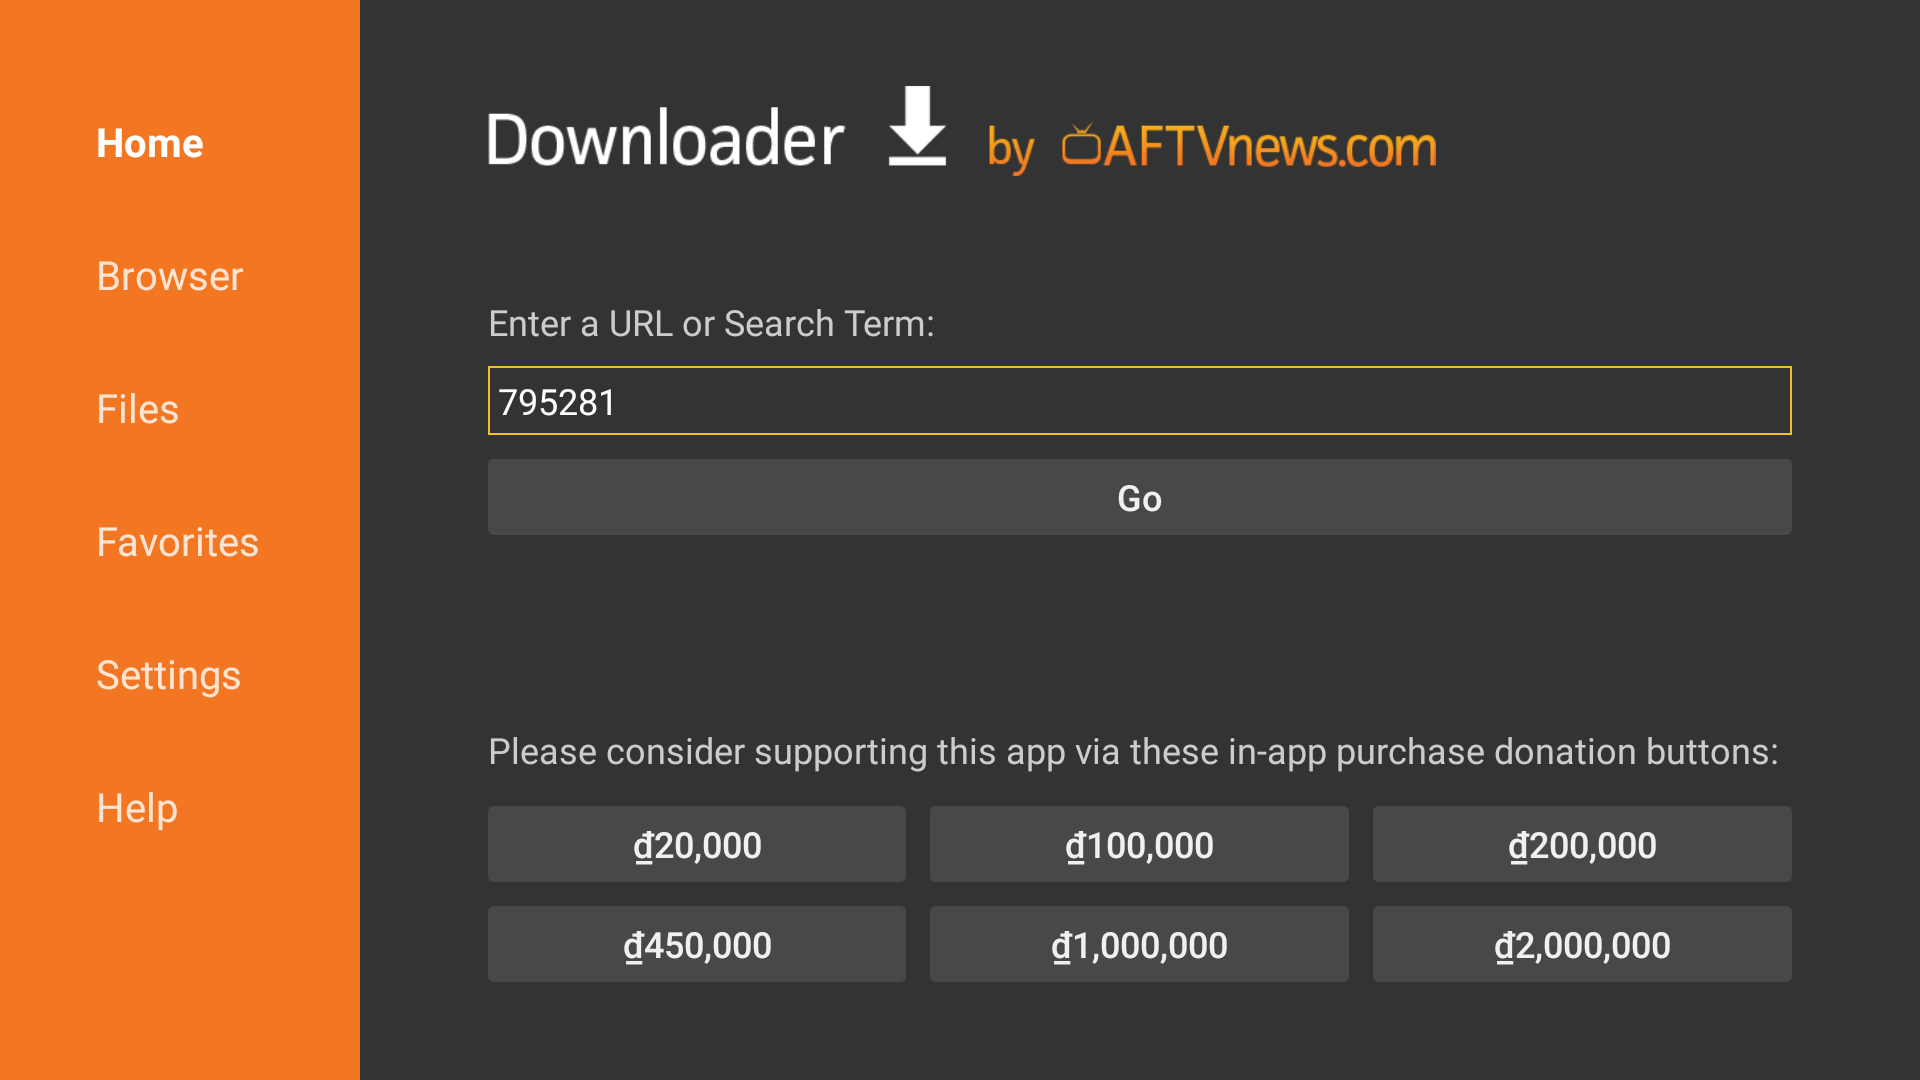 Home
Browser
Files
Favorites
Settings
Help
Downloader by AFTVnews.com
Enter a URL or Search Term:
795281
Go
Please consider supporting this app via these in-app purchase donation buttons:
₫20,000 ₫100,000 ₫200,000
₫450,000 ₫1,000,000 ₫2,000,000